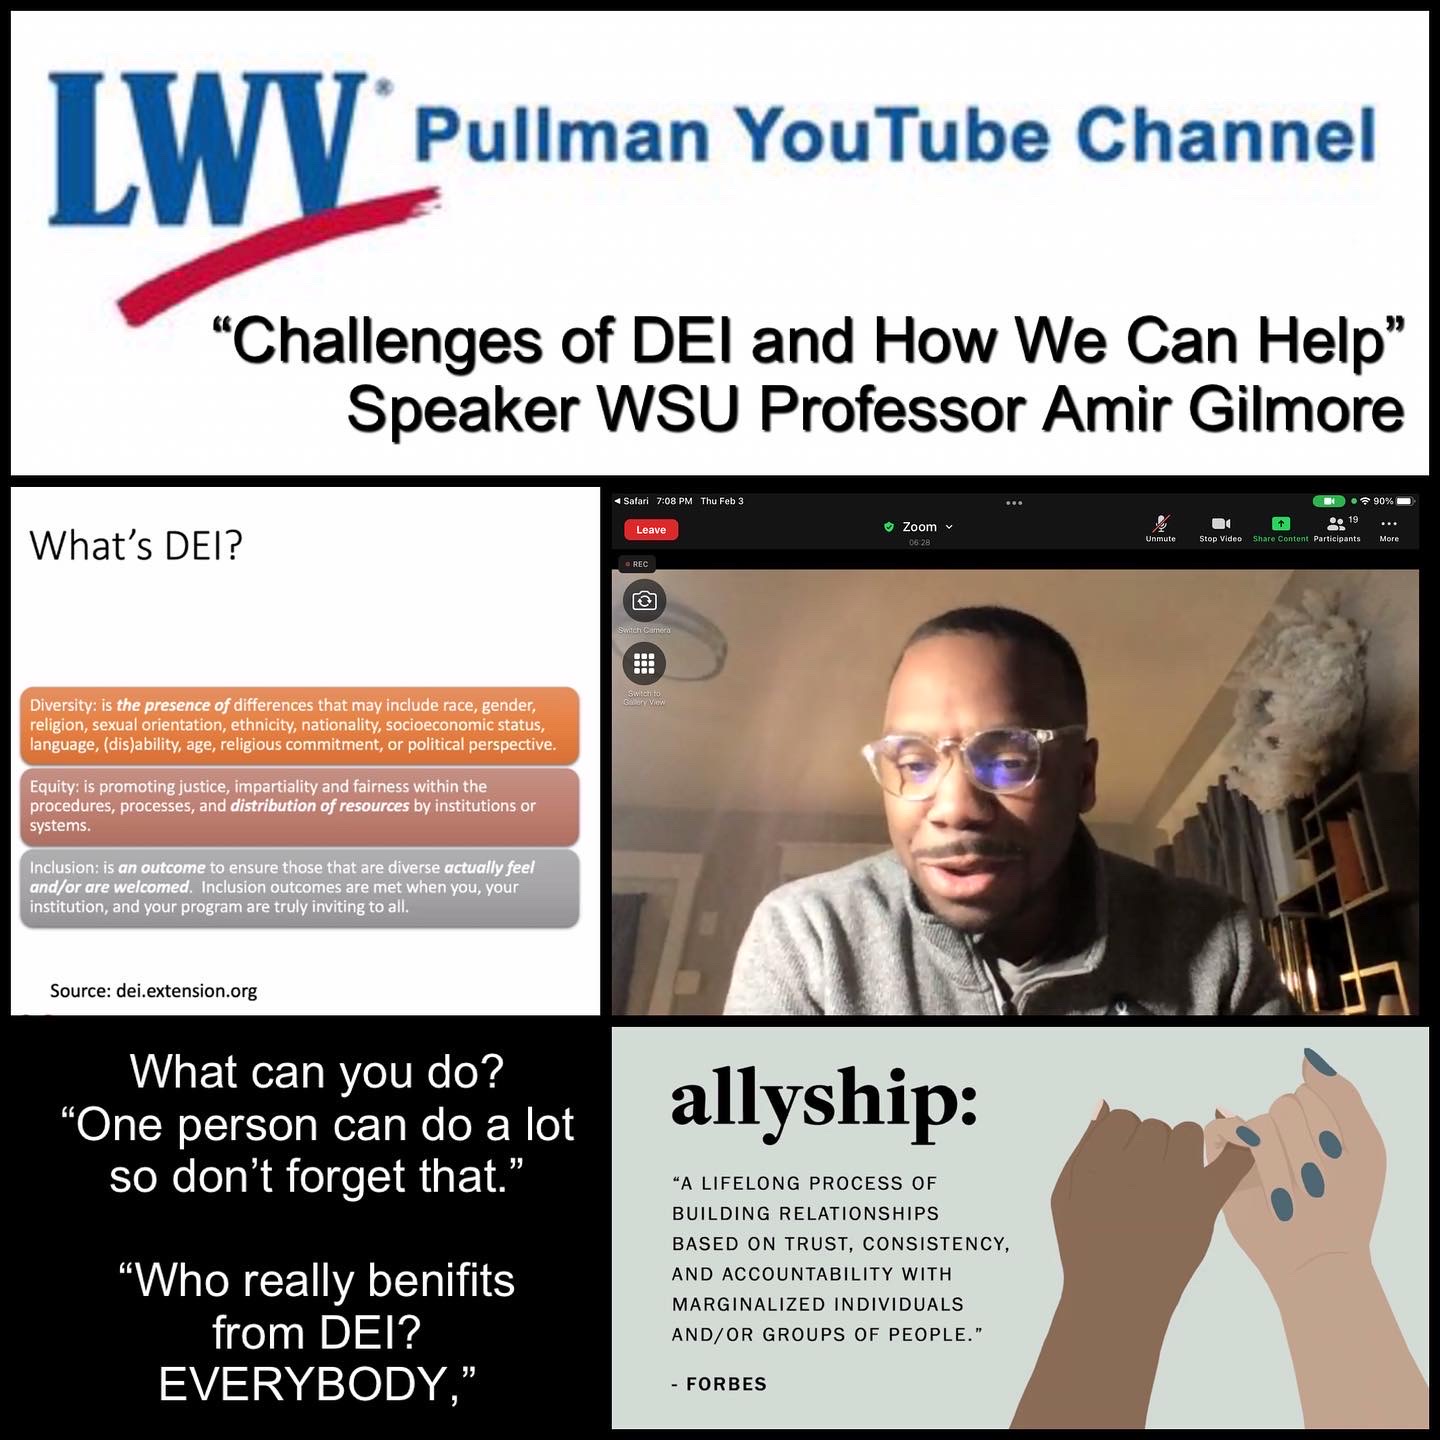 LWV® Pullman YouTube Channel
“Challenges of DEI and How We Can Help”
Speaker WSU Professor Amir Gilmore
What’s DEI?
Diversity: is the presence of differences that may include race, gender,
religion, sexual orientation, ethnicity, nationality, socioeconomic status,
language, (dis)ability, age, religious commitment, or political perspective.
Equity: is promoting justice, impartiality and fairness within the
procedures, processes, and distribution of resources by institutions or
systems.
Inclusion: is an outcome to ensure those that are diverse actually feel
and/or are welcomed. Inclusion outcomes are met when you, your
institution, and your program are truly inviting to all.
Source: dei.extension.org
Safari 7:08 PM Thu Feb 3
90%
Leave
Zoom
06:28
Unmute
Stop Video
Share Content
19
Participants
More
REC
Switch Camera
Switch to
Gallery View
What can you do?
“One person can do a lot
so don’t forget that.”
“Who really benifits
from DEI?
EVERYBODY,”
allyship:
“A LIFELONG PROCESS OF
BUILDING RELATIONSHIPS
BASED ON TRUST, CONSISTENCY,
AND ACCOUNTABILITY WITH
MARGINALIZED INDIVIDUALS
AND/OR GROUPS OF PEOPLE.”
- FORBES